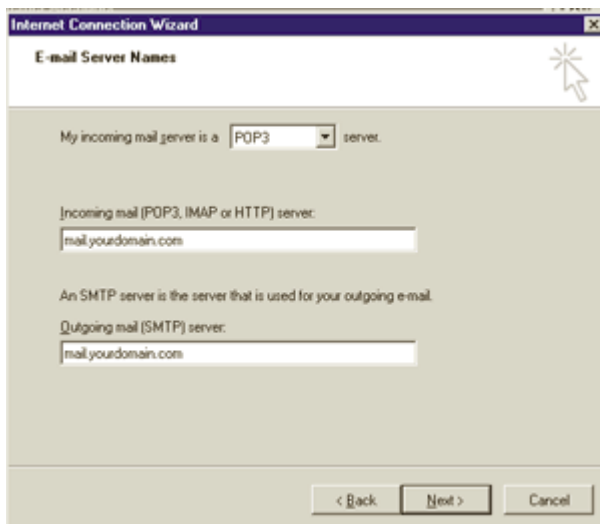 Internet Connection Wizard
E-mail Server Names
My incoming mail server is a POP3 server.
Incoming mail (POP3, IMAP or HTTP) server:
mail.yourdomain.com
An SMTP server is the server that is used for your outgoing e-mail.
Outgoing mail (SMTP) server:
mail.yourdomain.com
< Back Next > Cancel